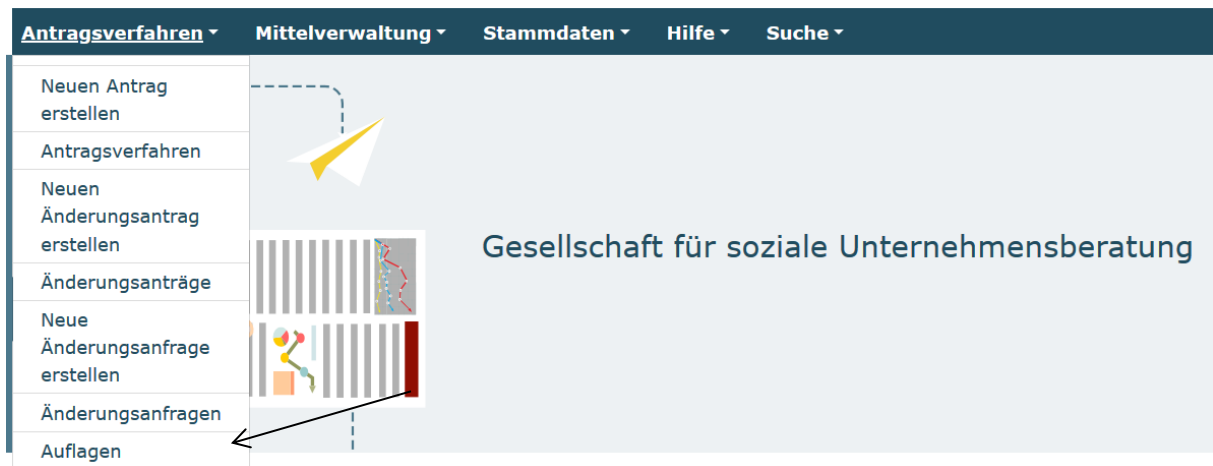 Antragsverfahren Mittelverwaltung Stammdaten Hilfe Suche
Neuen Antrag
erstellen
Antragsverfahren
Neuen
Änderungsantrag
erstellen
Änderungsanträge
Neue
Änderungsanfrage
erstellen
Änderungsanfragen
Auflagen
Gesellschaft für soziale Unternehmensberatung